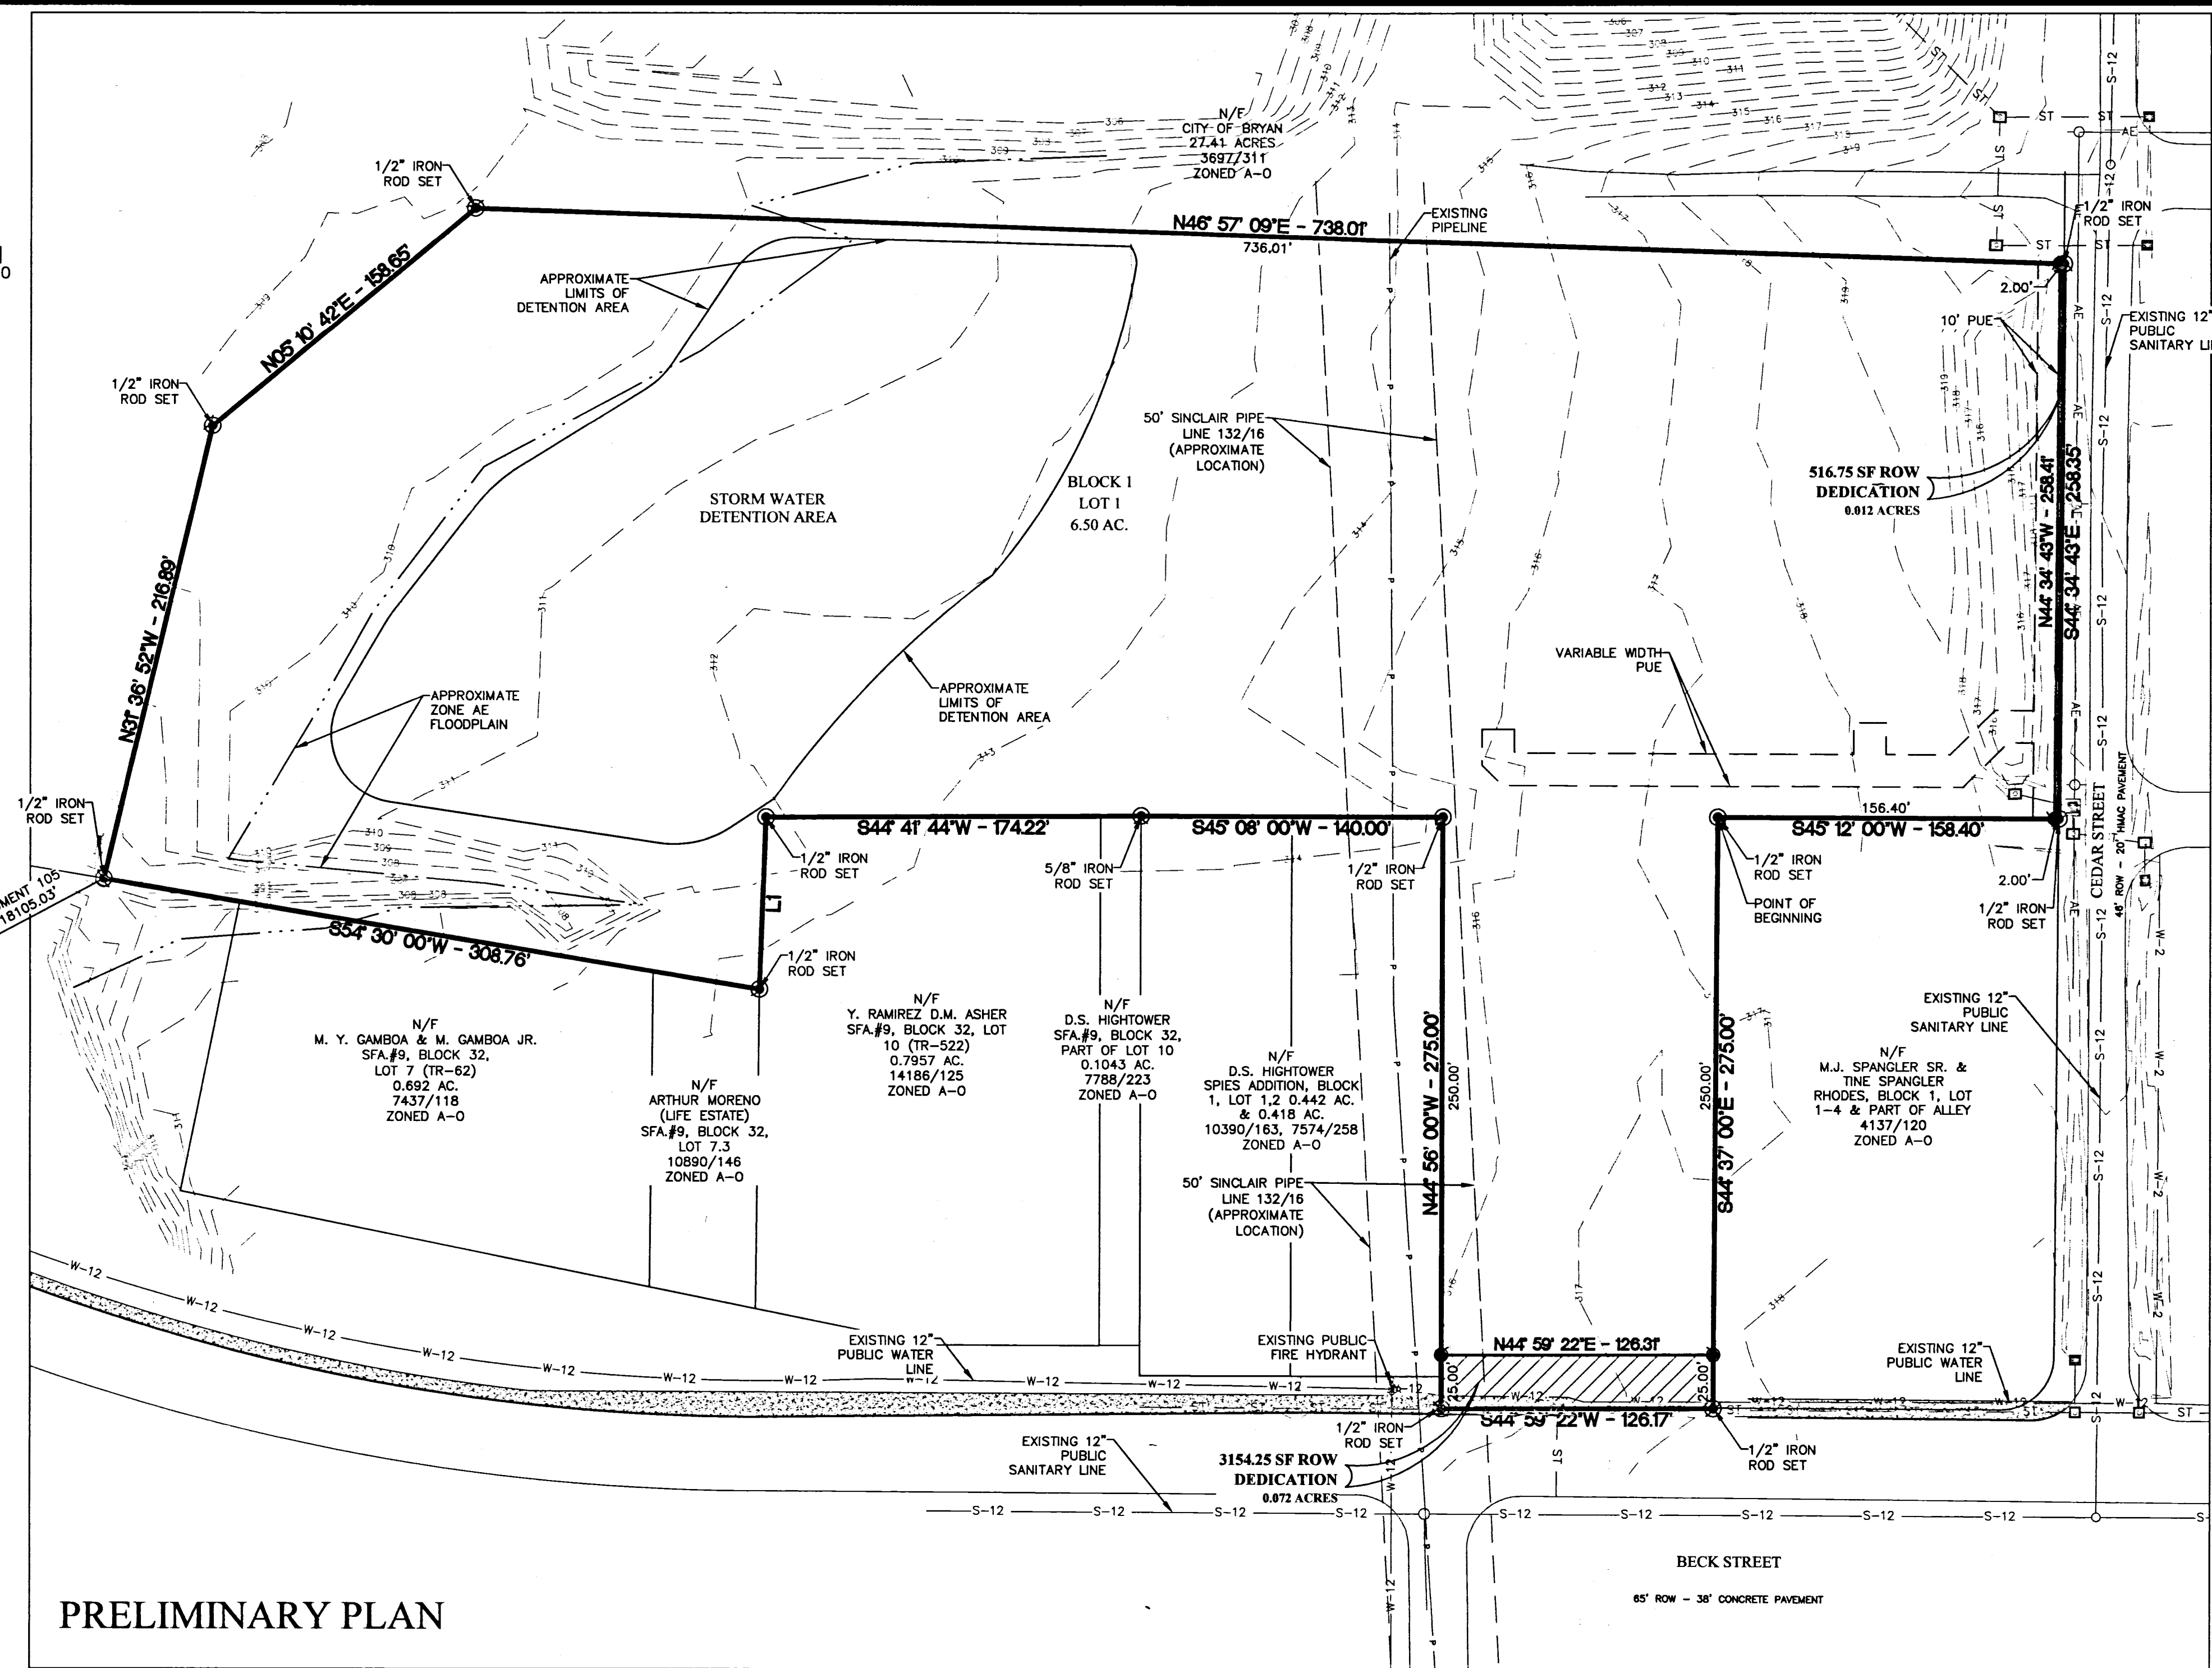 N/F
CITY OF BRYAN
27.41 ACRES
3697/311
ZONED A-O
1/2" IRON
ROD SET
N46° 57' 09"E - 738.01'
736.01'
EXISTING
PIPELINE
1/2" IRON
ROD SET
2.00'
10' PUE
EXISTING 12"
PUBLIC
SANITARY LI
N05° 10' 42"E - 158.65'
APPROXIMATE
LIMITS OF
DETENTION AREA
1/2" IRON
ROD SET
50' SINCLAIR PIPE
LINE 132/16
(APPROXIMATE
LOCATION)
BLOCK 1
LOT 1
6.50 AC.
STORM WATER
DETENTION AREA
516.75 SF ROW
DEDICATION
0.012 ACRES
N44° 34' 43"W - 258.41'
S44° 34' 43"E - 258.35'
N31° 36' 52"W - 216.89'
VARIABLE WIDTH
PUE
APPROXIMATE
ZONE AE
FLOODPLAIN
APPROXIMATE
LIMITS OF
DETENTION AREA
1/2" IRON
ROD SET
MENT 105
18105.03'
S44° 41' 44"W - 174.22'
S45° 08' 00"W - 140.00'
156.40'
S45° 12' 00"W - 158.40'
1/2" IRON
ROD SET
5/8" IRON
ROD SET
1/2" IRON
ROD SET
1/2" IRON
ROD SET
POINT OF
BEGINNING
2.00'
1/2" IRON
ROD SET
CEDAR STREET
46' ROW - 20' HMAC PAVEMENT
L1
S54° 30' 00"W - 308.76'
1/2" IRON
ROD SET
N/F
M. Y. GAMBOA & M. GAMBOA JR.
SFA.#9, BLOCK 32,
LOT 7 (TR-62)
0.692 AC.
7437/118
ZONED A-O
N/F
ARTHUR MORENO
(LIFE ESTATE)
SFA.#9, BLOCK 32,
LOT 7.3
10890/146
ZONED A-O
N/F
Y. RAMIREZ D.M. ASHER
SFA.#9, BLOCK 32, LOT
10 (TR-522)
0.7957 AC.
14186/125
ZONED A-O
N/F
D.S. HIGHTOWER
SFA.#9, BLOCK 32,
PART OF LOT 10
0.1043 AC.
7788/223
ZONED A-O
N/F
D.S. HIGHTOWER
SPIES ADDITION, BLOCK
1, LOT 1,2 0.442 AC.
& 0.418 AC.
10390/163, 7574/258
ZONED A-O
50' SINCLAIR PIPE
LINE 132/16
(APPROXIMATE
LOCATION)
N44° 56' 00"W - 275.00'
250.00'
250.00'
S44° 37' 00"E - 275.00'
N/F
M.J. SPANGLER SR. &
TINE SPANGLER
RHODES, BLOCK 1, LOT
1-4 & PART OF ALLEY
4137/120
ZONED A-O
EXISTING 12"
PUBLIC
SANITARY LINE
EXISTING 12"
PUBLIC WATER
LINE
EXISTING PUBLIC
FIRE HYDRANT
N44° 59' 22"E - 126.31'
25.00'
25.00'
S44° 59' 22"W - 126.17'
EXISTING 12"
PUBLIC WATER
LINE
1/2" IRON
ROD SET
1/2" IRON
ROD SET
EXISTING 12"
PUBLIC
SANITARY LINE
3154.25 SF ROW
DEDICATION
0.072 ACRES
BECK STREET
65' ROW - 38' CONCRETE PAVEMENT
PRELIMINARY PLAN